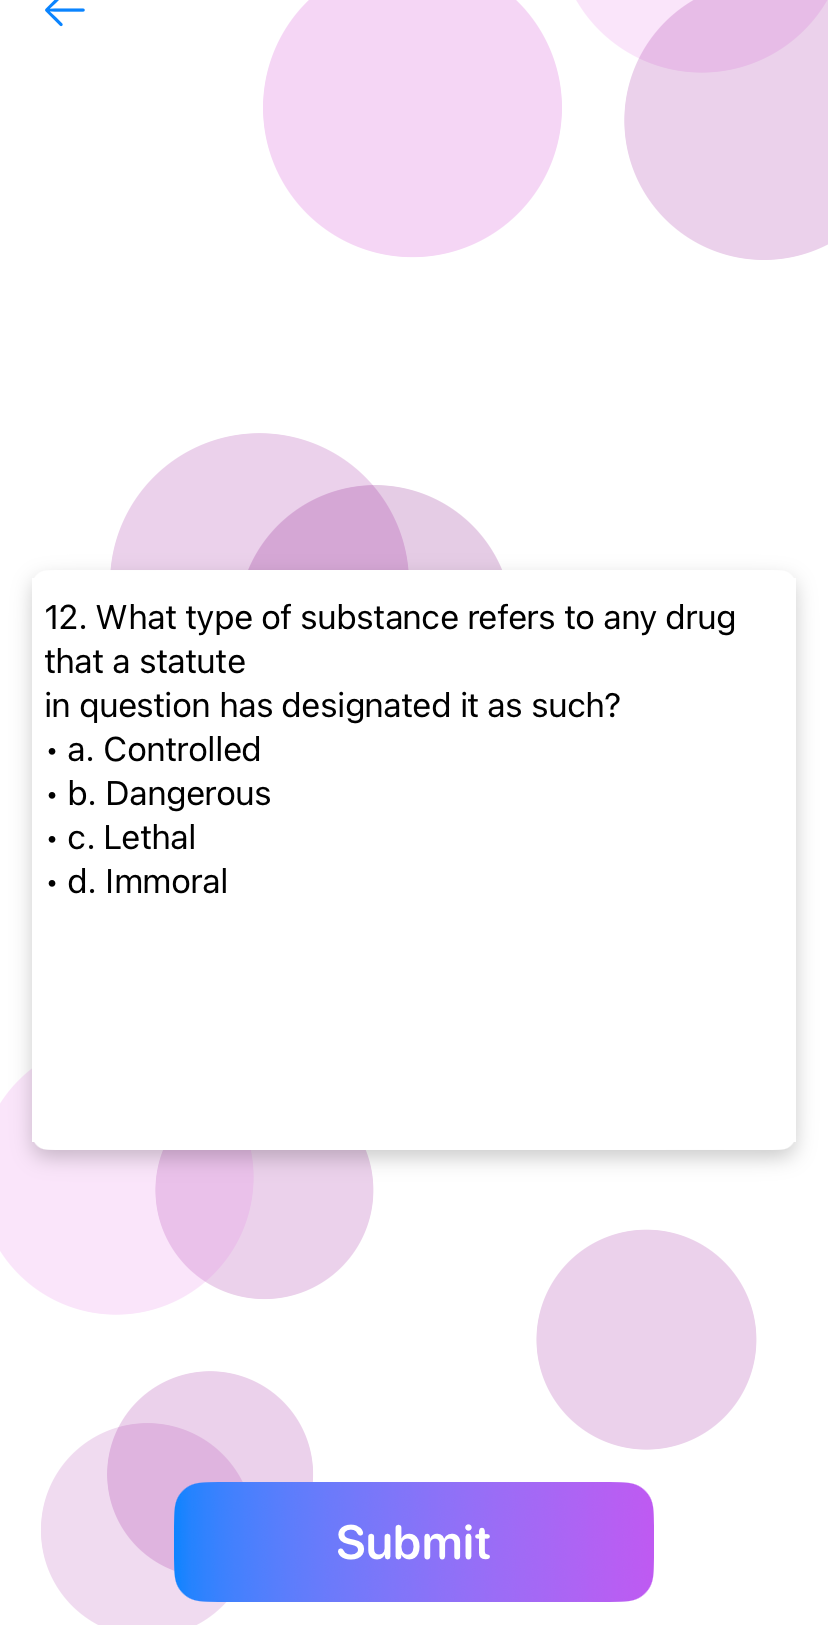 12. What type of substance refers to any drug
that a statute
in question has designated it as such?
• a. Controlled
• b. Dangerous
• c. Lethal
• d. Immoral
Submit